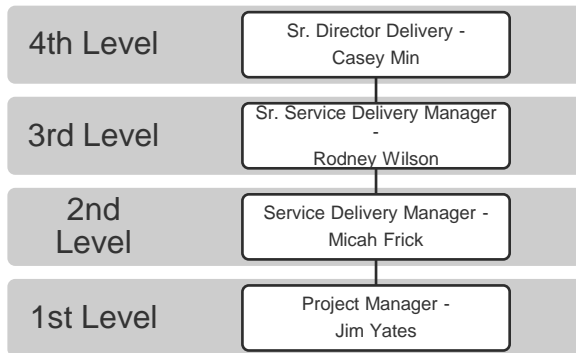 4th Level
Sr. Director Delivery -
Casey Min
3rd Level
Sr. Service Delivery Manager
-
Rodney Wilson
2nd
Level
Service Delivery Manager -
Micah Frick
1st Level
Project Manager -
Jim Yates